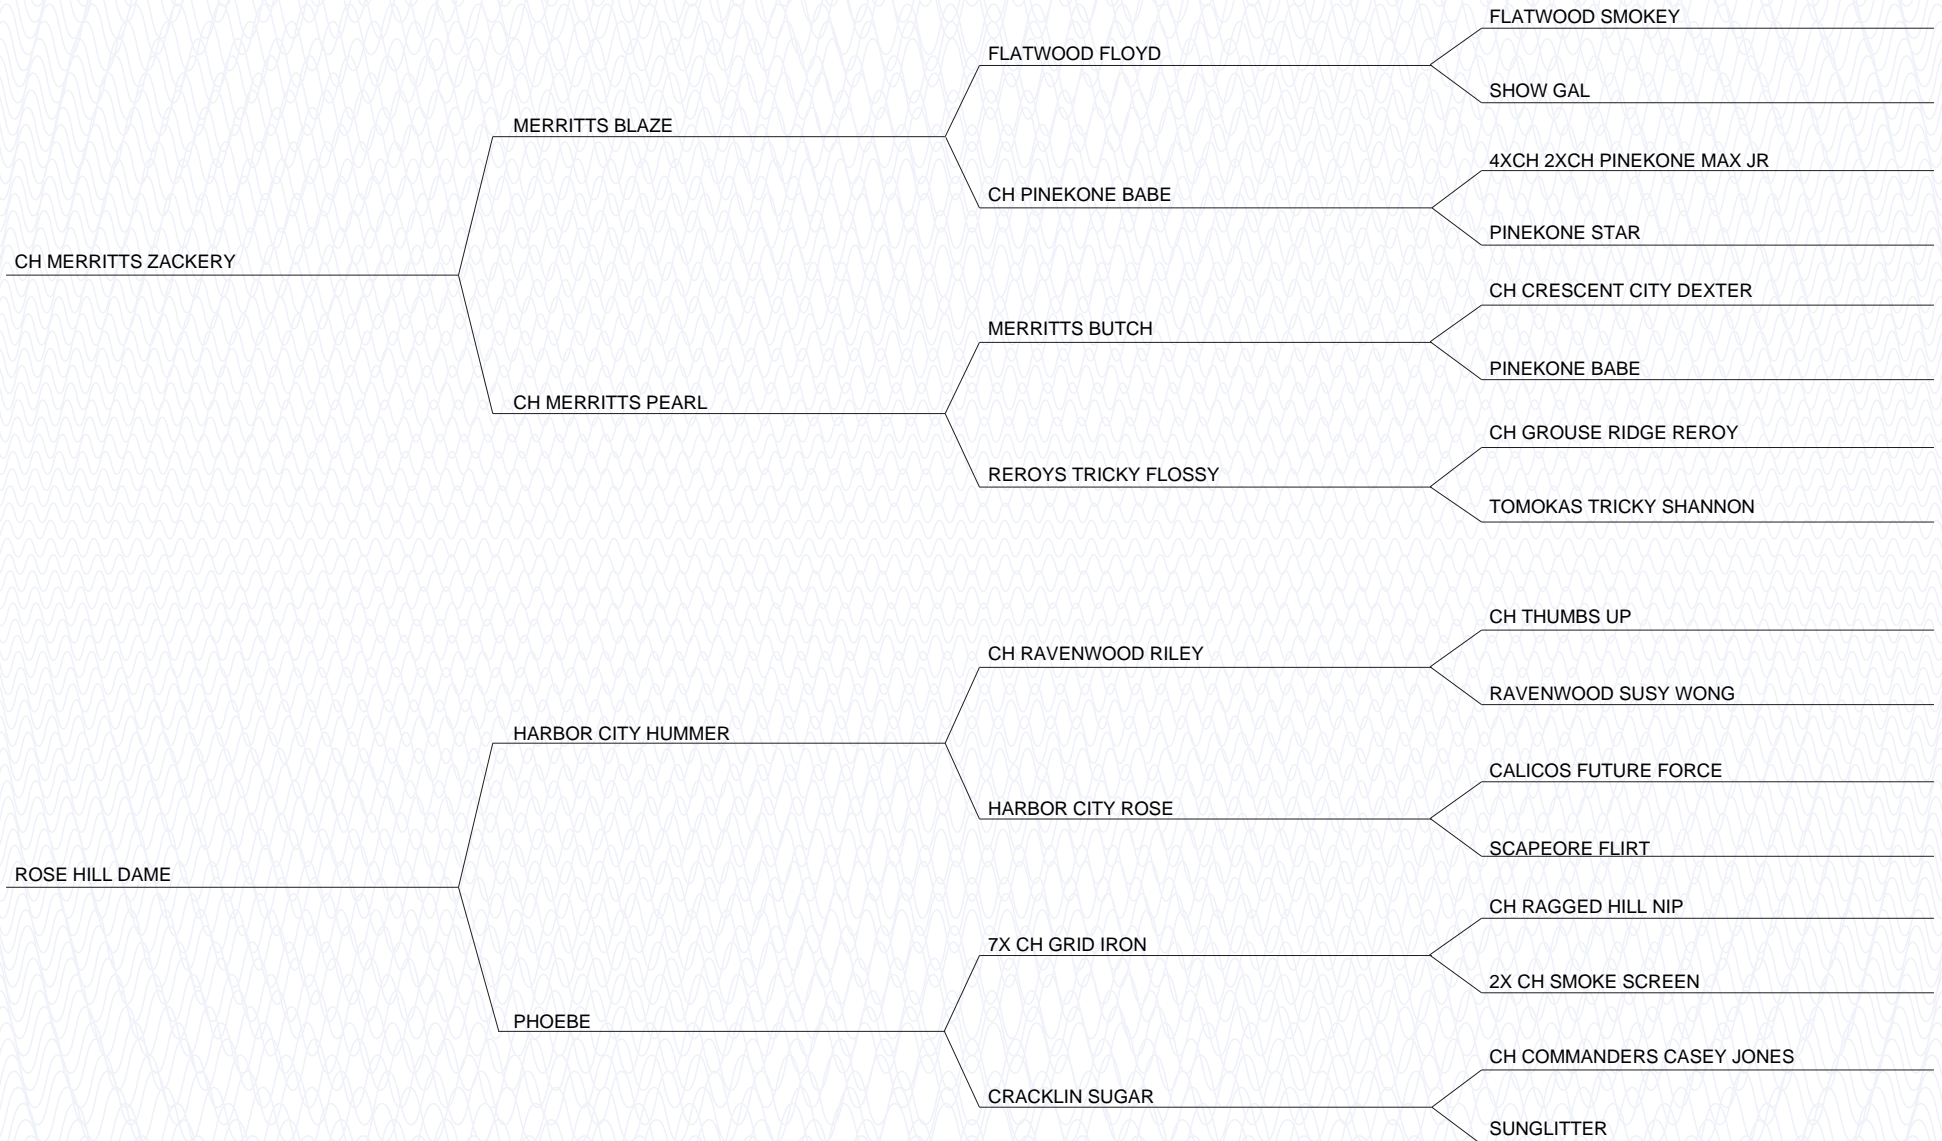 FLATWOOD SMOKEY
FLATWOOD FLOYD
SHOW GAL
MERRITTS BLAZE
4XCH 2XCH PINEKONE MAX JR
CH PINEKONE BABE
PINEKONE STAR
CH MERRITTS ZACKERY
CH CRESCENT CITY DEXTER
MERRITTS BUTCH
PINEKONE BABE
CH MERRITTS PEARL
CH GROUSE RIDGE REROY
REROYS TRICKY FLOSSY
TOMOKAS TRICKY SHANNON
CH THUMBS UP
CH RAVENWOOD RILEY
RAVENWOOD SUSY WONG
HARBOR CITY HUMMER
CALICOS FUTURE FORCE
HARBOR CITY ROSE
SCAPEORE FLIRT
ROSE HILL DAME
CH RAGGED HILL NIP
7X CH GRID IRON
2X CH SMOKE SCREEN
PHOEBE
CH COMMANDERS CASEY JONES
CRACKLIN SUGAR
SUNGLITTER